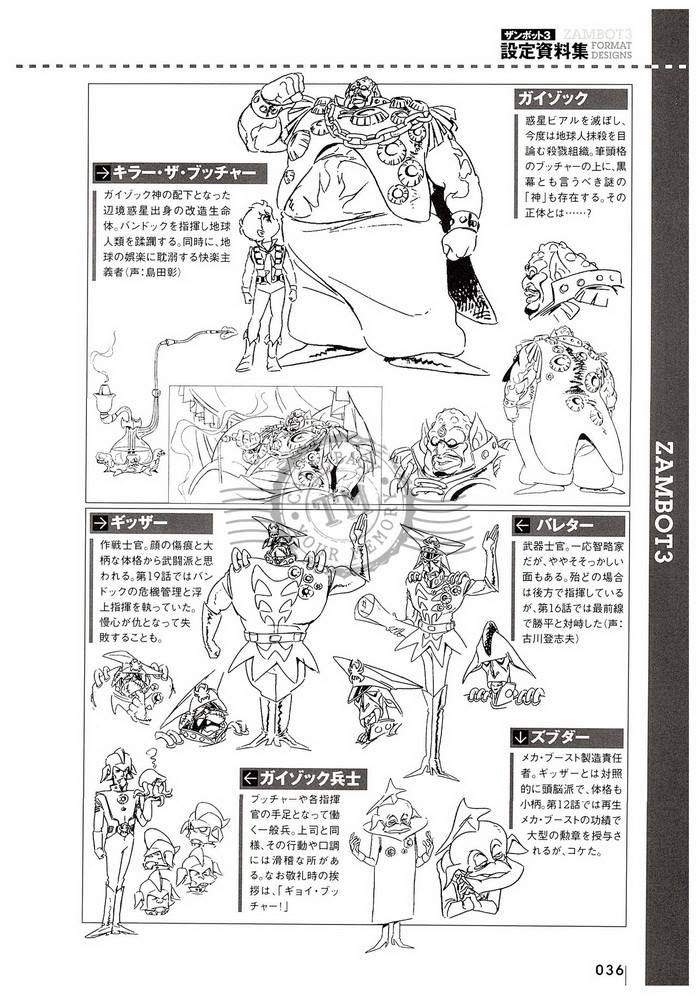 ザンボット3
設定資料集
ZAMBOT3
FORMAT
DESIGNS
ガイゾック
惑星ビアルを滅ぼし、
今度は地球人抹殺を目
論む殺戮組織。筆頭格
のブッチャーの上に、黒
幕とも言うべき謎の
「神」も存在する。その
正体とは……?
キラー・ザ・ブッチャー
ガイゾック神の配下となった
辺境惑星出身の改造生命
体。バンドックを指揮し地球
人類を蹂躙する。同時に、地
球の娯楽に耽溺する快楽主
義者(声:島田彰)
ギッザー
作戦士官。顔の傷痕と大
柄な体格から武闘派と思
われる。第19話ではバン
ドックの危機管理と浮
上指揮を執っていた。
慢心が仇となって失
敗することも。
バレター
武器士官。一応智略家
だが、ややそそっかしい
面もある。殆どの場合
は後方で指揮している
が、第16話では最前線
で勝平と対峙した(声:
古川登志夫)
ズブダー
メカ・ブースト製造責任
者。ギッザーとは対照
的に頭脳派で、体格も
小柄。第12話では再生
メカ・ブーストの功績で
大型の勲章を授与さ
れるが、コケた。
ガイゾック兵士
ブッチャーや各指揮
官の手足となって働
く一般兵。上司と同
様、その行動や口調
には滑稽な所があ
る。なお敬礼時の挨
拶は、「ギョイ・ブッ
チャー!」
ZAMBOT3
036
TM
YOUR MEMORY